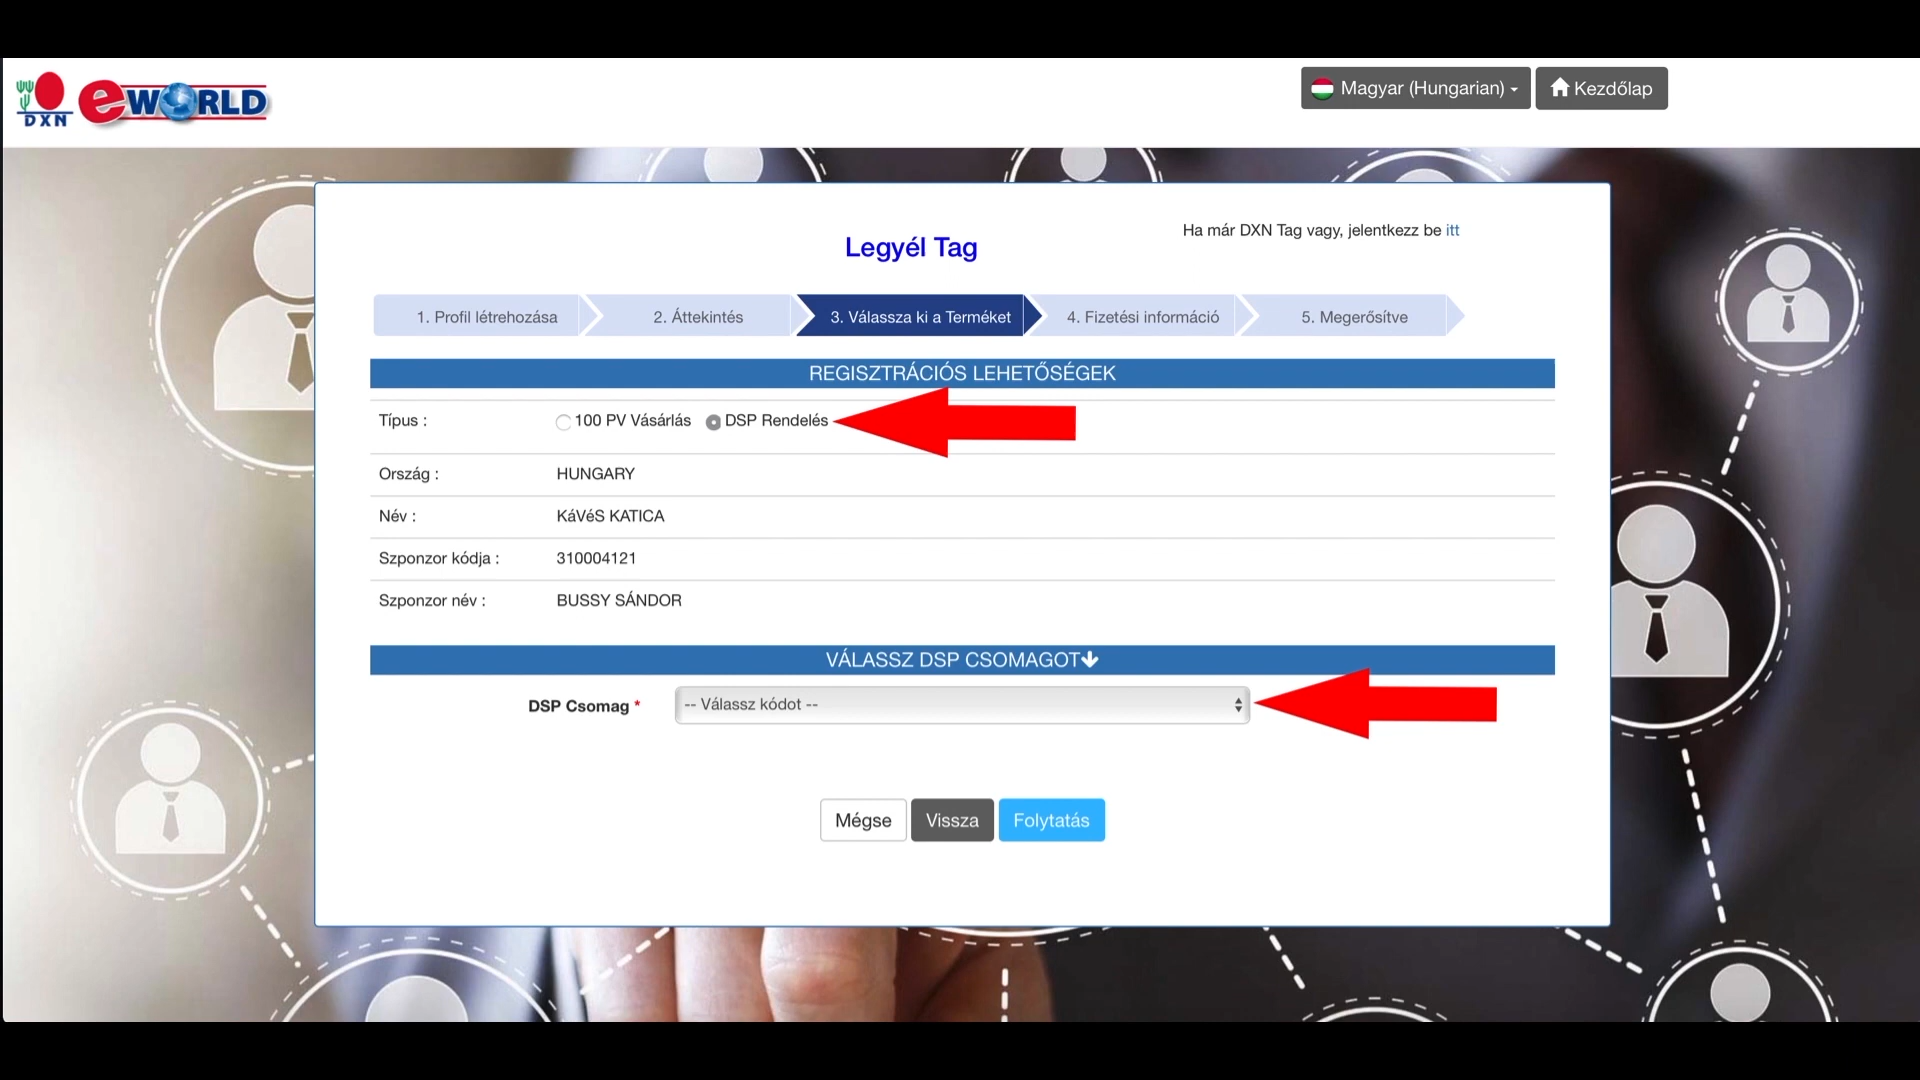 DXN
eWORLD
Magyar (Hungarian)
Kezdőlap
Legyél Tag
Ha már DXN Tag vagy, jelentkezz be itt
1. Profil létrehozása
2. Áttekintés
3. Válassza ki a Terméket
4. Fizetési információ
5. Megerősítve
REGISZTRÁCIÓS LEHETŐSÉGEK
Típus :
100 PV Vásárlás
DSP Rendelés
Ország :
HUNGARY
Név :
KáVéS KATICA
Szponzor kódja :
310004121
Szponzor név :
BUSSY SÁNDOR
VÁLASSZ DSP CSOMAGOT
DSP Csomag *
-- Válassz kódot --
Mégse
Vissza
Folytatás